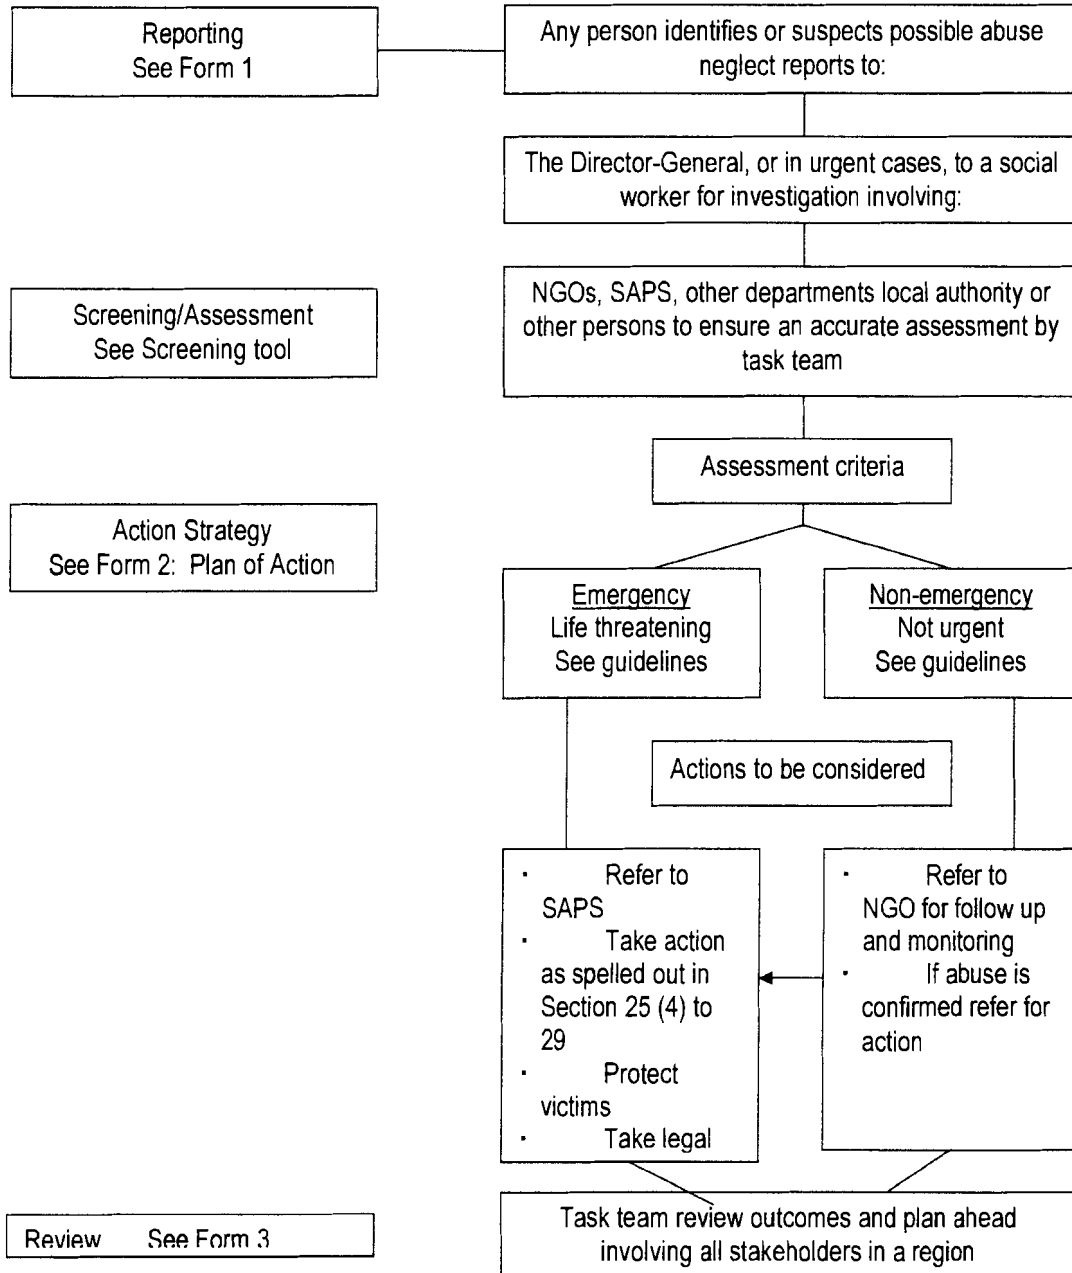 Reporting
See Form 1
Any person identifies or suspects possible abuse
neglect reports to:
The Director-General, or in urgent cases, to a social
worker for investigation involving:
Screening/Assessment
See Screening tool
NGOs, SAPS, other departments local authority or
other persons to ensure an accurate assessment by
task team
Assessment criteria
Action Strategy
See Form 2: Plan of Action
Emergency
Life threatening
See guidelines
Non-emergency
Not urgent
See guidelines
Actions to be considered
· Refer to
SAPS
· Take action
as spelled out in
Section 25 (4) to
29
· Protect
victims
· Take legal
· Refer to
NGO for follow up
and monitoring
· If abuse is
confirmed refer for
action
Review See Form 3
Task team review outcomes and plan ahead
involving all stakeholders in a region